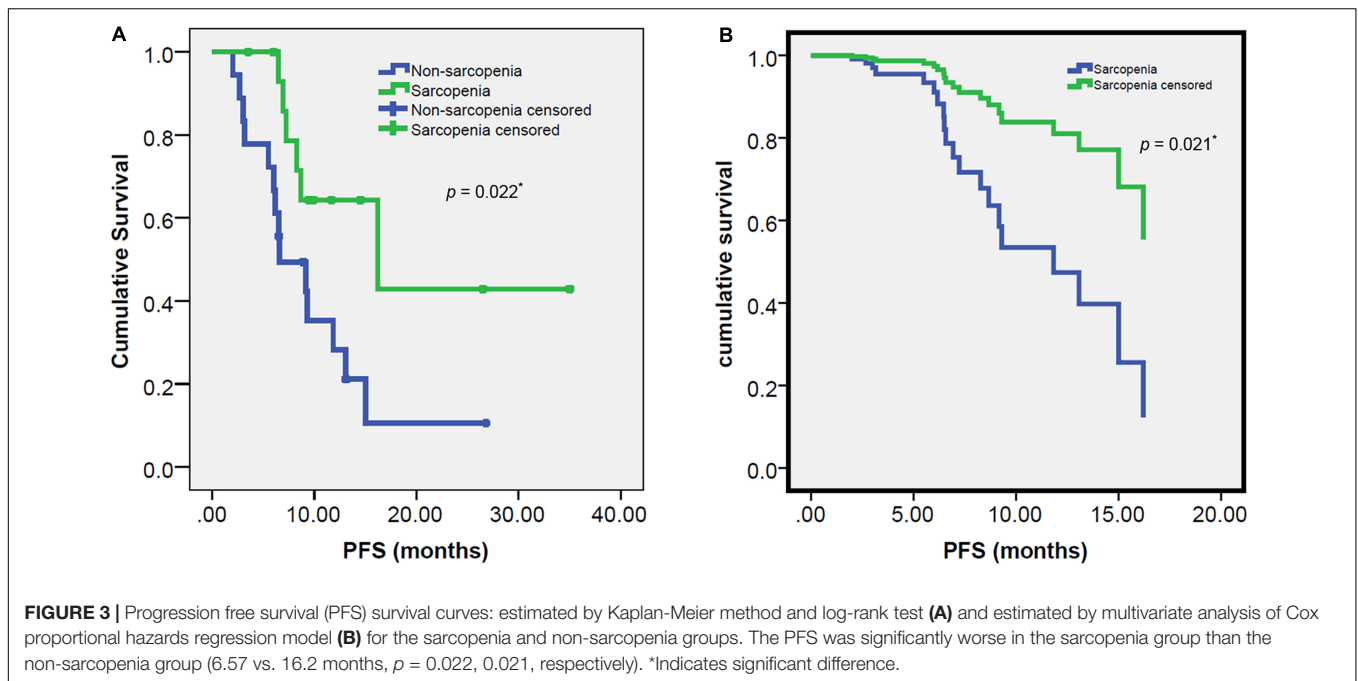 A
1.0
0.8
0.6
0.4
0.2
0.0
Cumulative Survival
Non-sarcopenia
Sarcopenia
Non-sarcopenia censored
Sarcopenia censored
p = 0.022*
.00 10.00 20.00 30.00 40.00
PFS (months)
B
1.0
0.8
0.6
0.4
0.2
0.0
cumulative survival
Sarcopenia
Sarcopenia censored
p = 0.021*
.00 5.00 10.00 15.00 20.00
PFS (months)
FIGURE 3 | Progression free survival (PFS) survival curves: estimated by Kaplan-Meier method and log-rank test (A) and estimated by multivariate analysis of Cox
proportional hazards regression model (B) for the sarcopenia and non-sarcopenia groups. The PFS was significantly worse in the sarcopenia group than the
non-sarcopenia group (6.57 vs. 16.2 months, p = 0.022, 0.021, respectively). *Indicates significant difference.